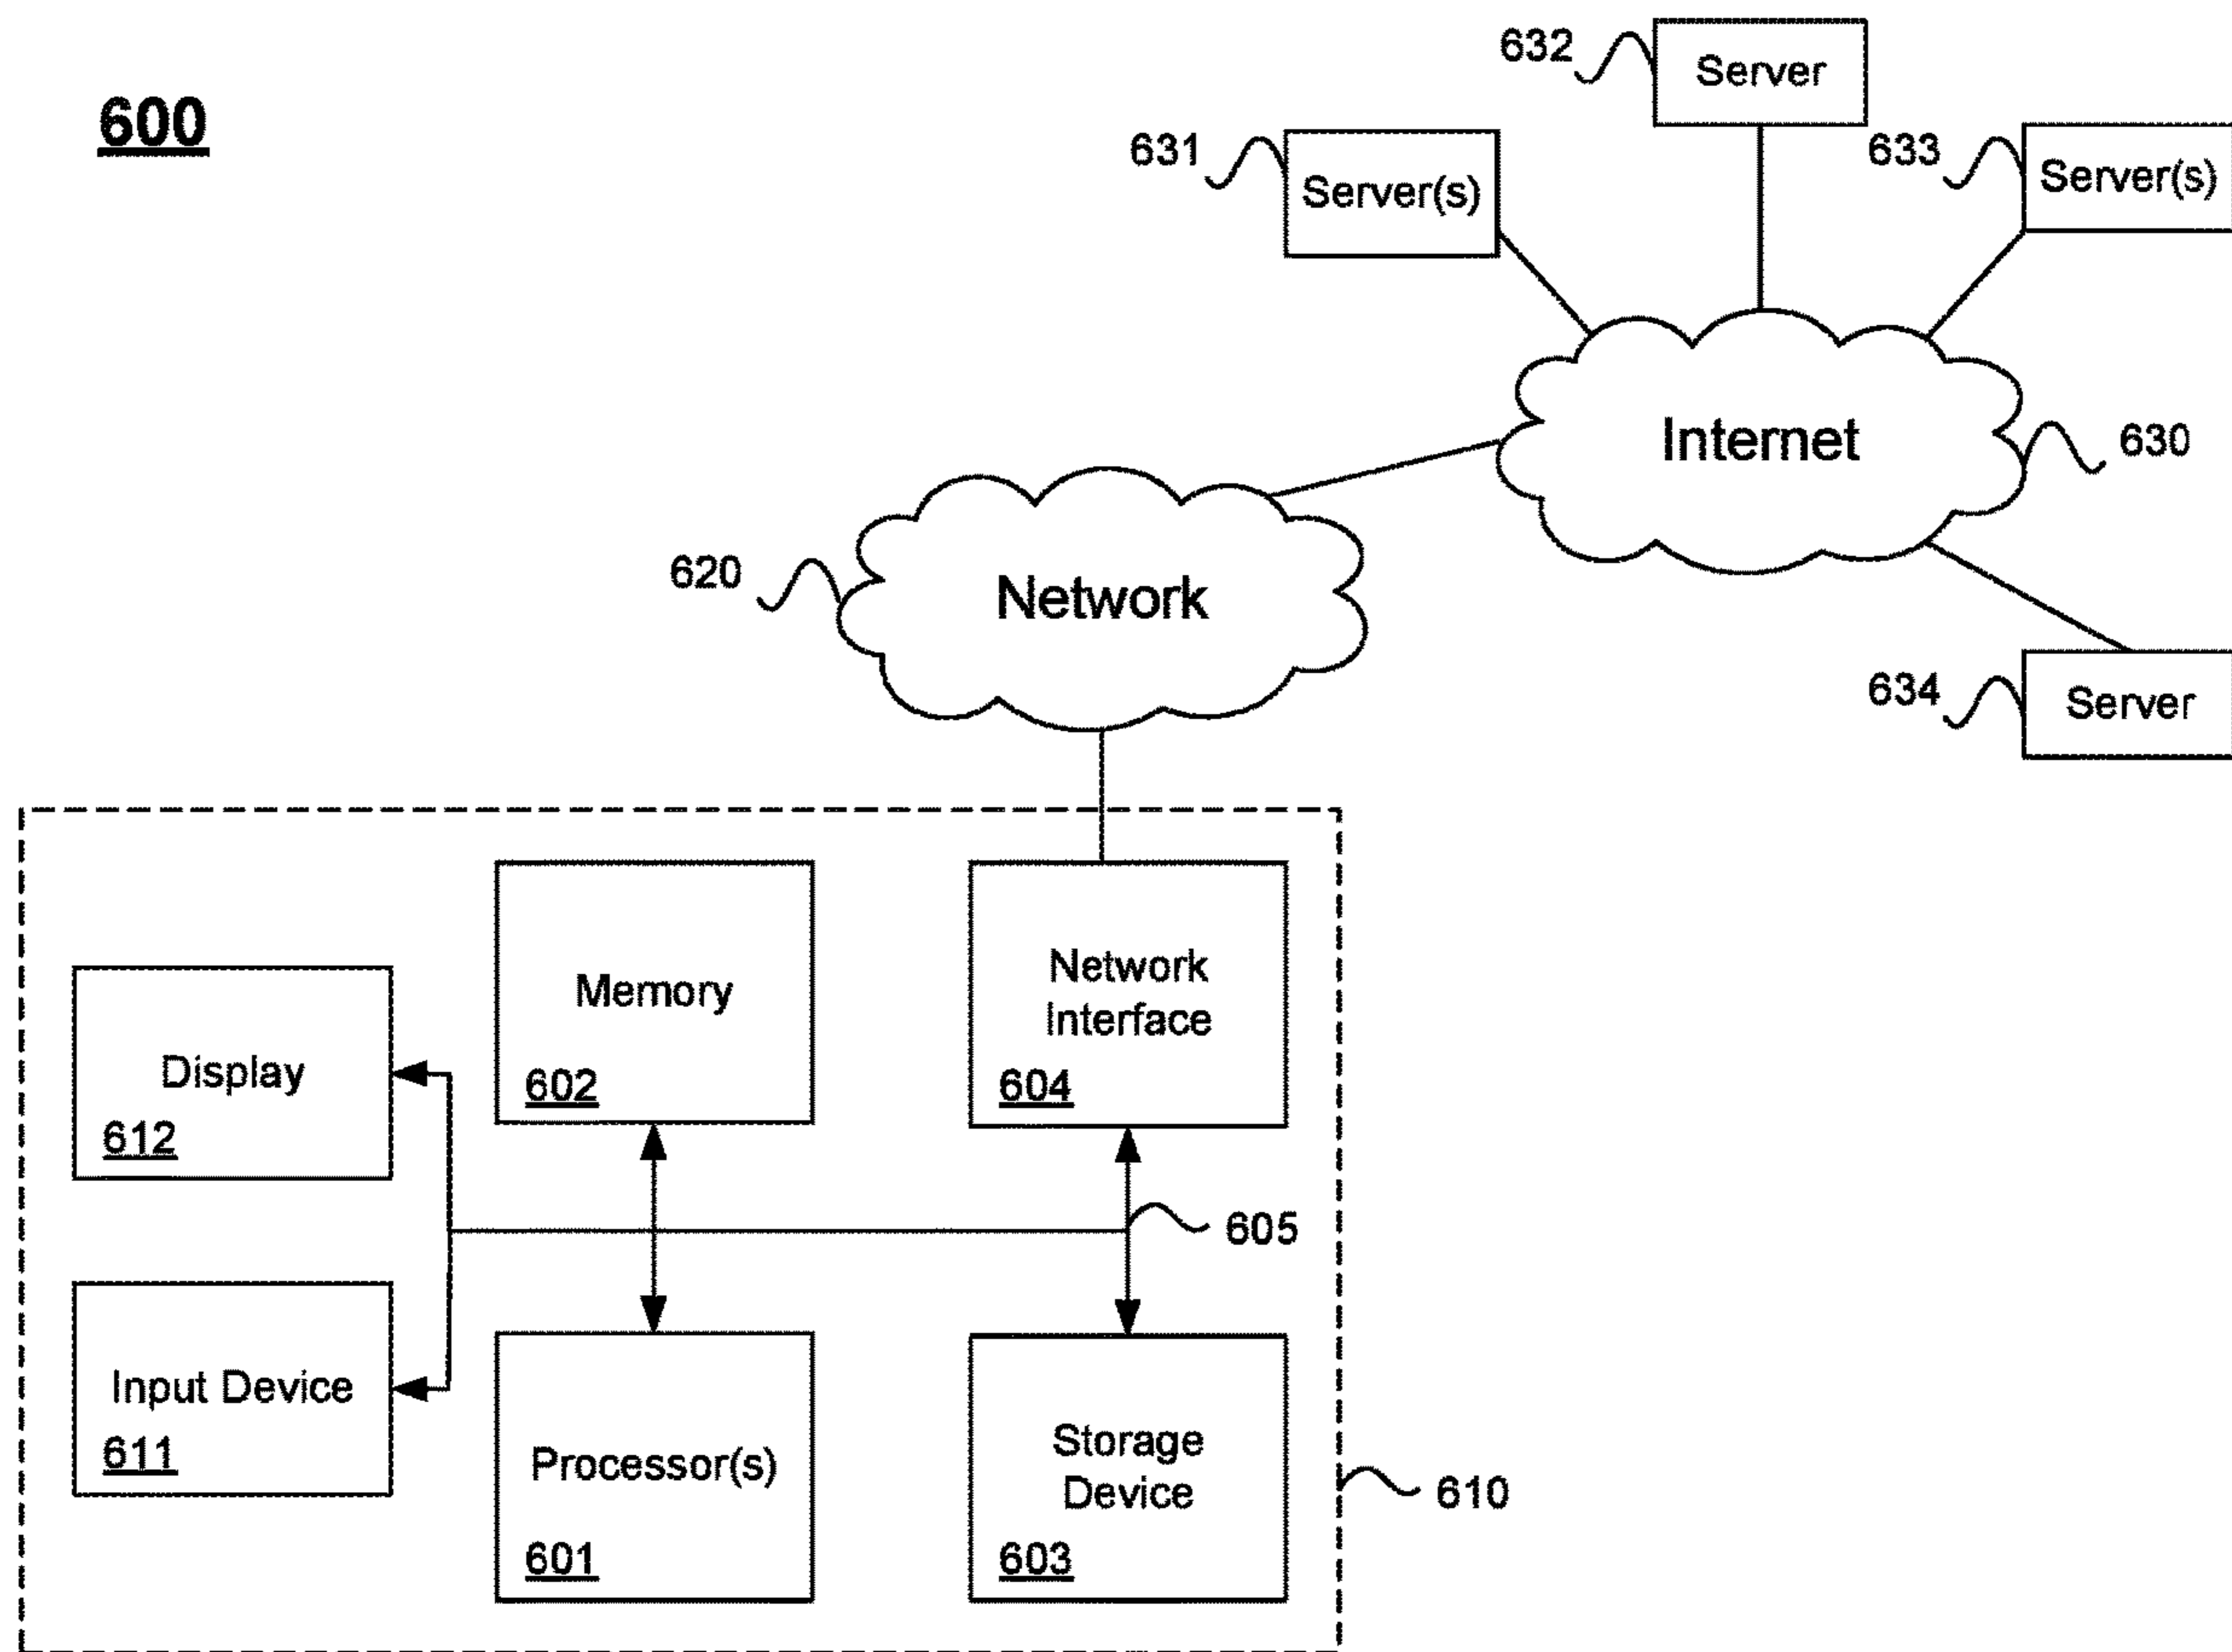 600
632
Server
631
Server(s)
633
Server(s)
Internet
630
620
Network
634
Server
Memory
602
Network
Interface
604
Display
612
605
Input Device
611
Processor(s)
601
Storage
Device
603
610